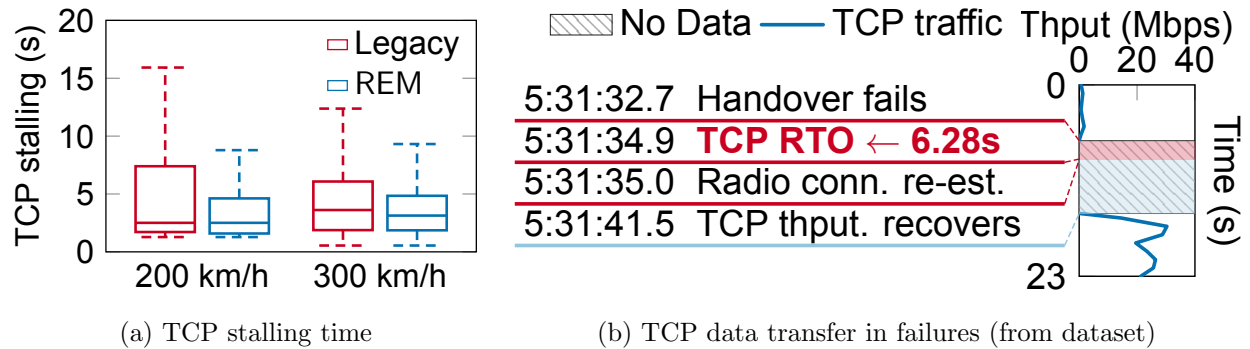 20
15
10
5
0
TCP stalling (s)
Legacy
REM
200 km/h
300 km/h
(a) TCP stalling time
No Data
TCP traffic
Thput (Mbps)
0
20
40
0
5:31:32.7 Handover fails
5:31:34.9 TCP RTO ← 6.28s
5:31:35.0 Radio conn. re-est.
5:31:41.5 TCP thput. recovers
23
Time (s)
(b) TCP data transfer in failures (from dataset)